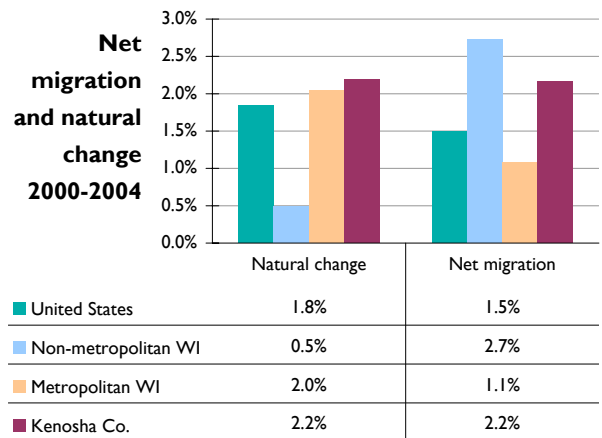 Net
migration
and natural
change
2000-2004
3.0%
2.5%
2.0%
1.5%
1.0%
0.5%
0.0%
Natural change Net migration
United States 1.8% 1.5%
Non-metropolitan WI 0.5% 2.7%
Metropolitan WI 2.0% 1.1%
Kenosha Co. 2.2% 2.2%